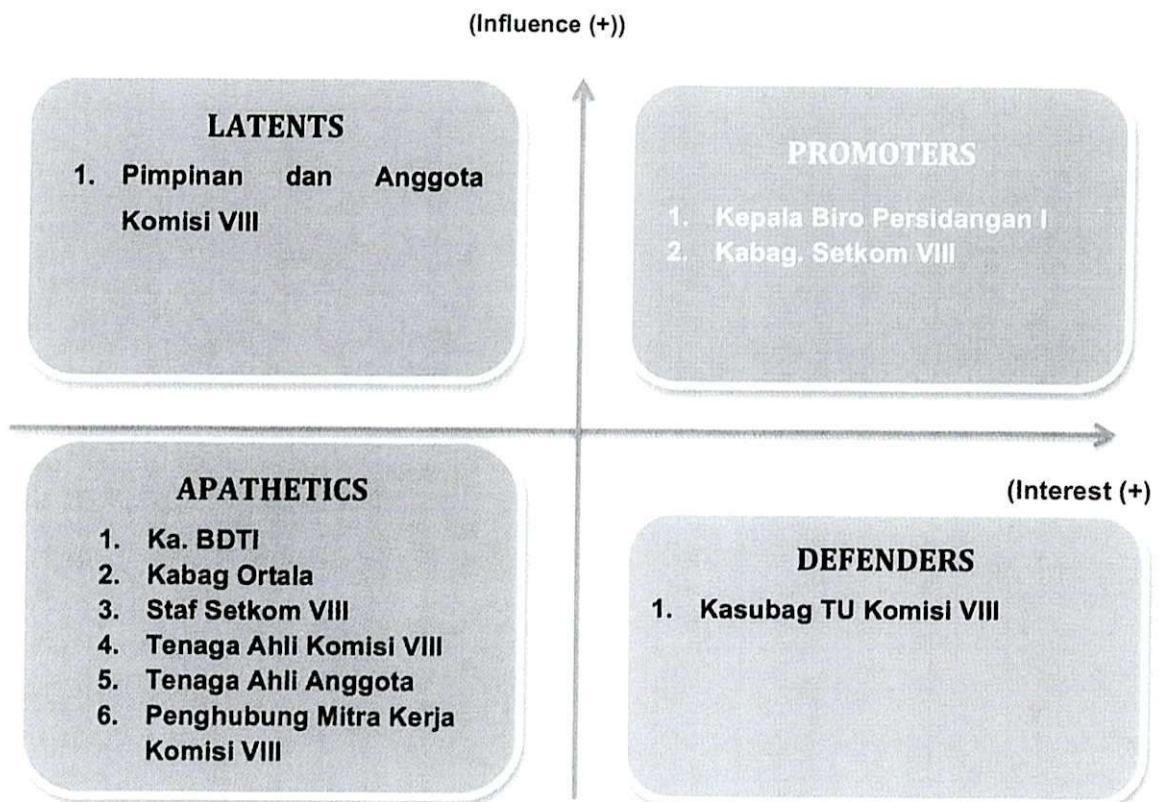 (Influence (+))
LATENTS
1. Pimpinan dan Anggota
Komisi VIII
PROMOTERS
1. Kepala Biro Persidangan I
2. Kabag. Setkom VIII
(Interest (+)
APATHETICS
1. Ka. BDTI
2. Kabag Ortala
3. Staf Setkom VIII
4. Tenaga Ahli Komisi VIII
5. Tenaga Ahli Anggota
6. Penghubung Mitra Kerja
Komisi VIII
DEFENDERS
1. Kasubag TU Komisi VIII